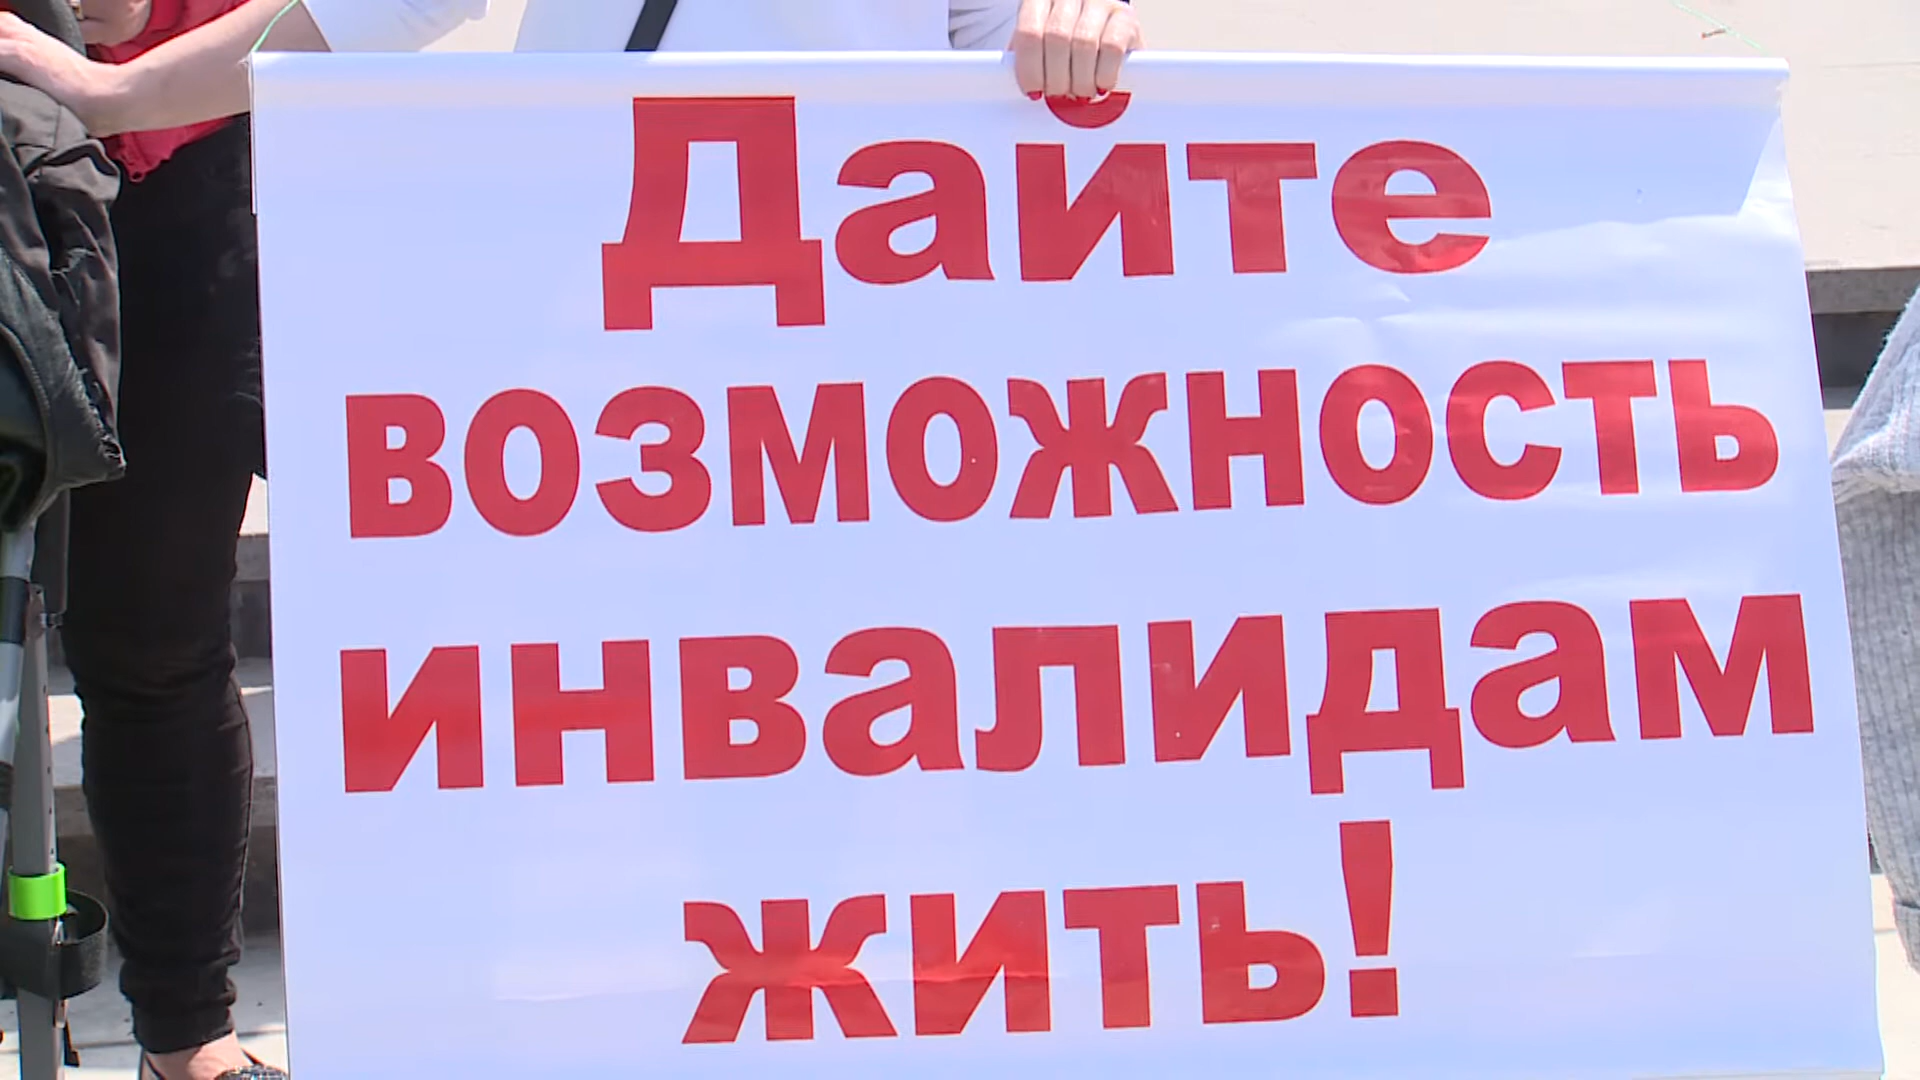 Дайте
возможность
инвалидам
жить!